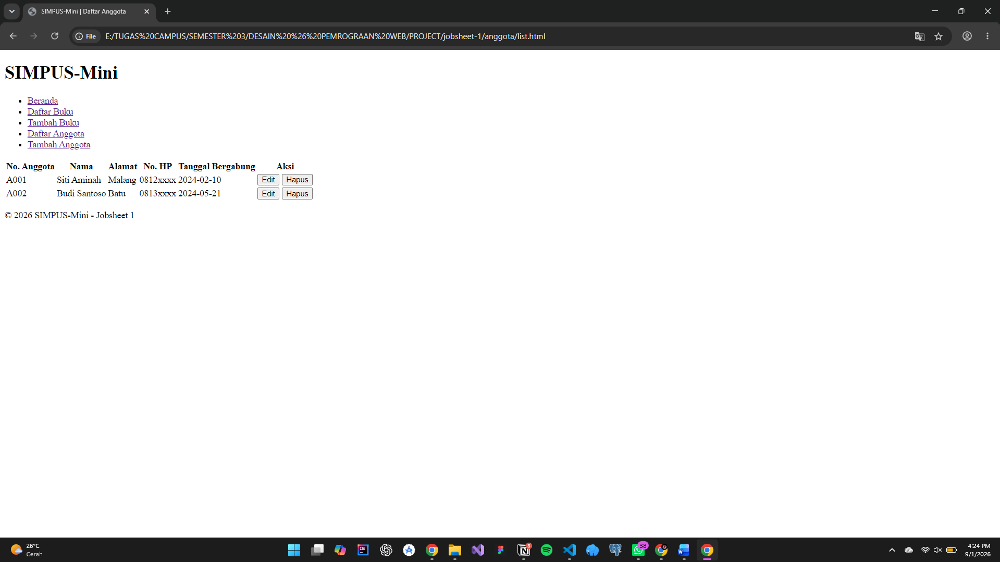 SIMPUS-Mini | Daftar Anggota
File E:/TUGAS%20CAMPUS/SEMESTER%203/DESAIN%20%26%20PEMROGRAAN%20WEB/PROJECT/jobsheet-1/anggota/list.html
SIMPUS-Mini
Beranda
Daftar Buku
Tambah Buku
Daftar Anggota
Tambah Anggota
No. Anggota Nama Alamat No. HP Tanggal Bergabung Aksi
A001 Siti Aminah Malang 0812xxxx 2024-02-10 Edit Hapus
A002 Budi Santoso Batu 0813xxxx 2024-05-21 Edit Hapus
© 2026 SIMPUS-Mini - Jobsheet 1
26°C
Cerah
IE
8
38
W
4:24 PM
9/1/2026